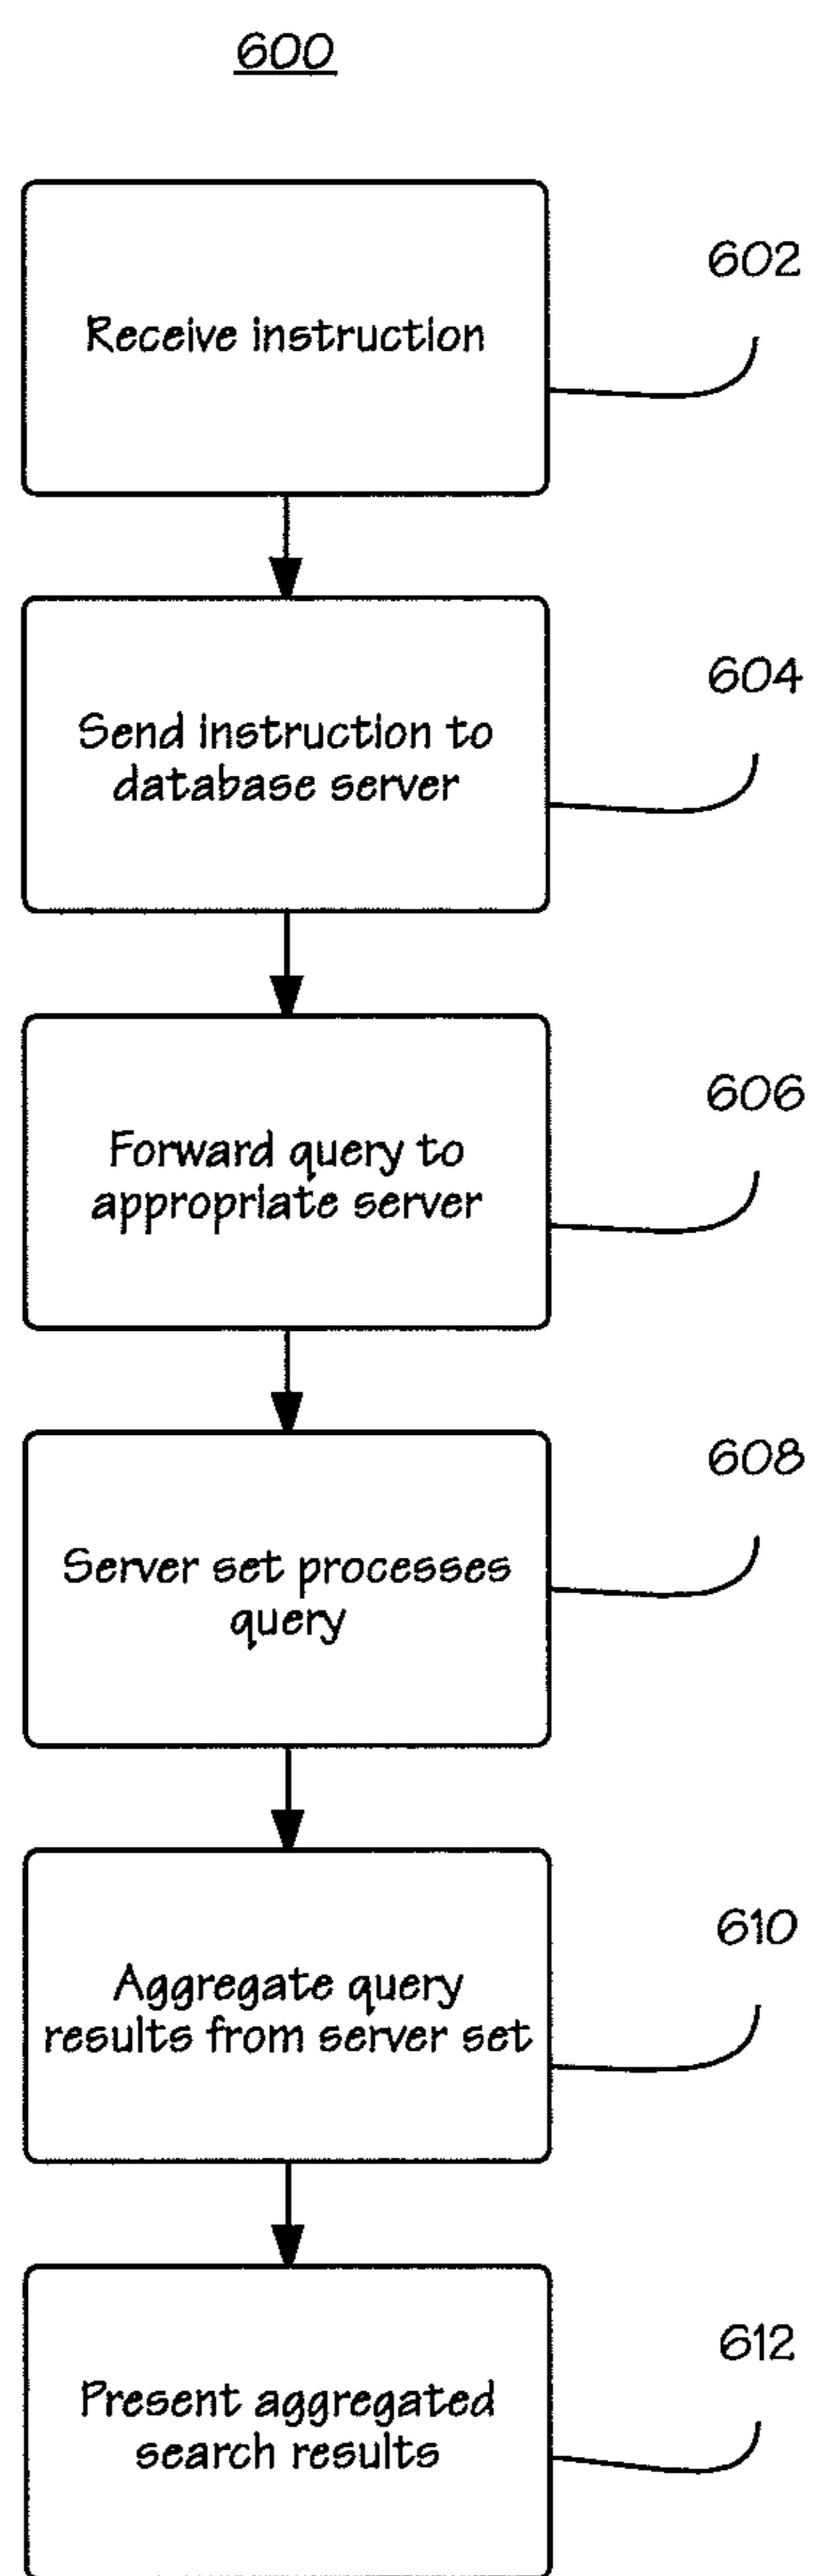 600
Receive instruction
602
Send instruction to
database server
604
Forward query to
appropriate server
606
Server set processes
query
608
Aggregate query
results from server set
610
Present aggregated
search results
612